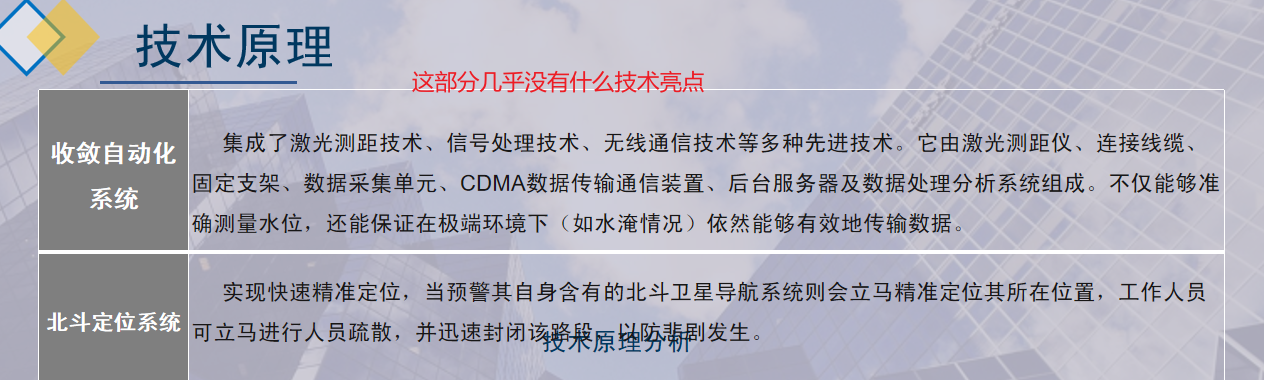 技术原理
这部分几乎没有什么技术亮点
收敛自动化
系统
集成了激光测距技术、信号处理技术、无线通信技术等多种先进技术。它由激光测距仪、连接线缆、
固定支架、数据采集单元、CDMA数据传输通信装置、后台服务器及数据处理分析系统组成。不仅能够准
确测量水位，还能保证在极端环境下（如水淹情况）依然能够有效地传输数据。
北斗定位系统
实现快速精准定位，当预警其自身含有的北斗卫星导航系统则会立马精准定位其所在位置，工作人员
可立马进行人员疏散，并迅速封闭该路段，以防悲剧发生。
技术原理分析